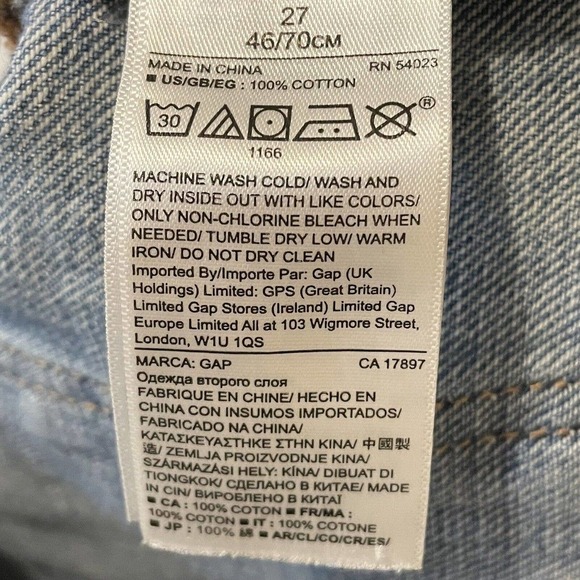 27
46/70CM
MADE IN CHINA RN 54023
■ US/GB/EG : 100% COTTON
30
®
1166
MACHINE WASH COLD/ WASH AND
DRY INSIDE OUT WITH LIKE COLORS/
ONLY NON-CHLORINE BLEACH WHEN
NEEDED/ TUMBLE DRY LOW/ WARM
IRON/ DO NOT DRY CLEAN
Imported By/Importe Par: Gap (UK
Holdings) Limited: GPS (Great Britain)
Limited Gap Stores (Ireland) Limited Gap
Europe Limited All at 103 Wigmore Street,
London, W1U 1QS
MARCA: GAP CA 17897
Одежда второго слоя
FABRIQUE EN CHINE/ HECHO EN
CHINA CON INSUMOS IMPORTADOS/
FABRICADO NA CHINA/
ΚΑΤΑΣΚΕΥΑΣΤΗΚΕ ΣΤΗΝ ΚΙΝΑ/ 中國製
造/ ZEMLJA PROIZVODNJE KINA/
SZÁRMAZÁSI HELY: KÍNA/ DIBUAT DI
TIONGKOK/ СДЕЛАНО В КИТАЕ/ MADE
IN CIN/ ВИРОБЛЕНО В КИТАЇ
■ CA : 100% COTON ■ FR/MA :
100% COTON ■ IT : 100% COTONE
■ JP : 100% 綿 ■ AR/CL/CO/CR/ES/